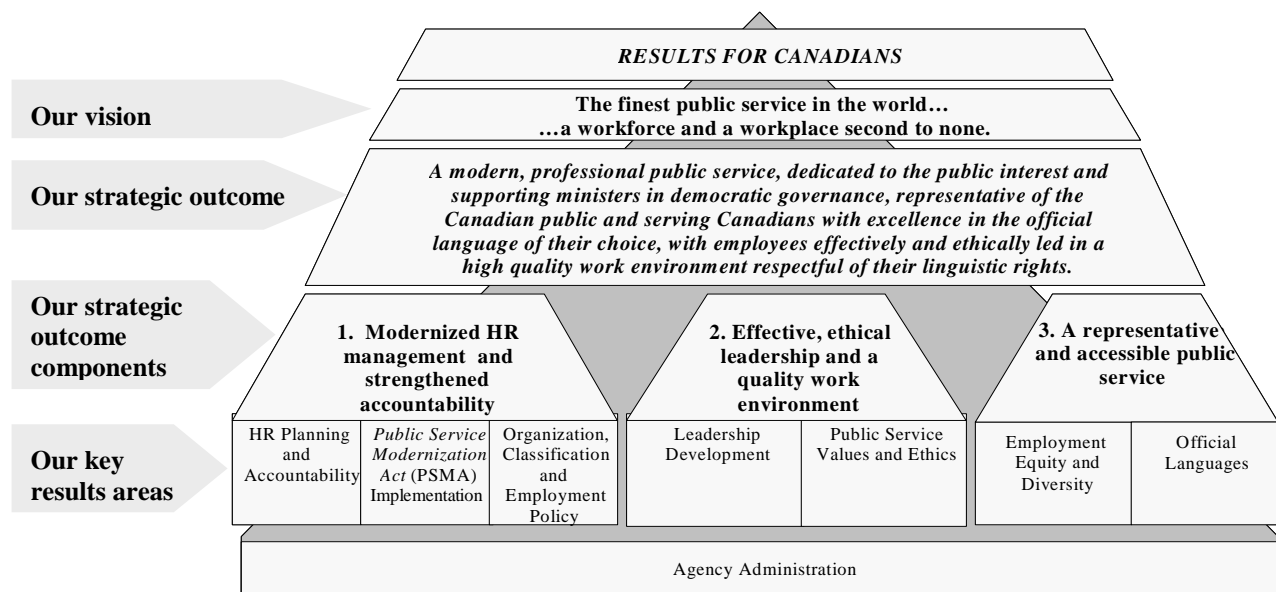 RESULTS FOR CANADIANS
Our vision
The finest public service in the world…
…a workforce and a workplace second to none.
Our strategic outcome
A modern, professional public service, dedicated to the public interest and
supporting ministers in democratic governance, representative of the
Canadian public and serving Canadians with excellence in the official
language of their choice, with employees effectively and ethically led in a
high quality work environment respectful of their linguistic rights.
Our strategic
outcome
components
1. Modernized HR
management and
strengthened
accountability
2. Effective, ethical
leadership and a
quality work
environment
3. A representative
and accessible public
service
Our key
results areas
HR Planning
and
Accountability
Public Service
Modernization
Act (PSMA)
Implementation
Organization,
Classification
and
Employment
Policy
Leadership
Development
Public Service
Values and Ethics
Employment
Equity and
Diversity
Official
Languages
Agency Administration